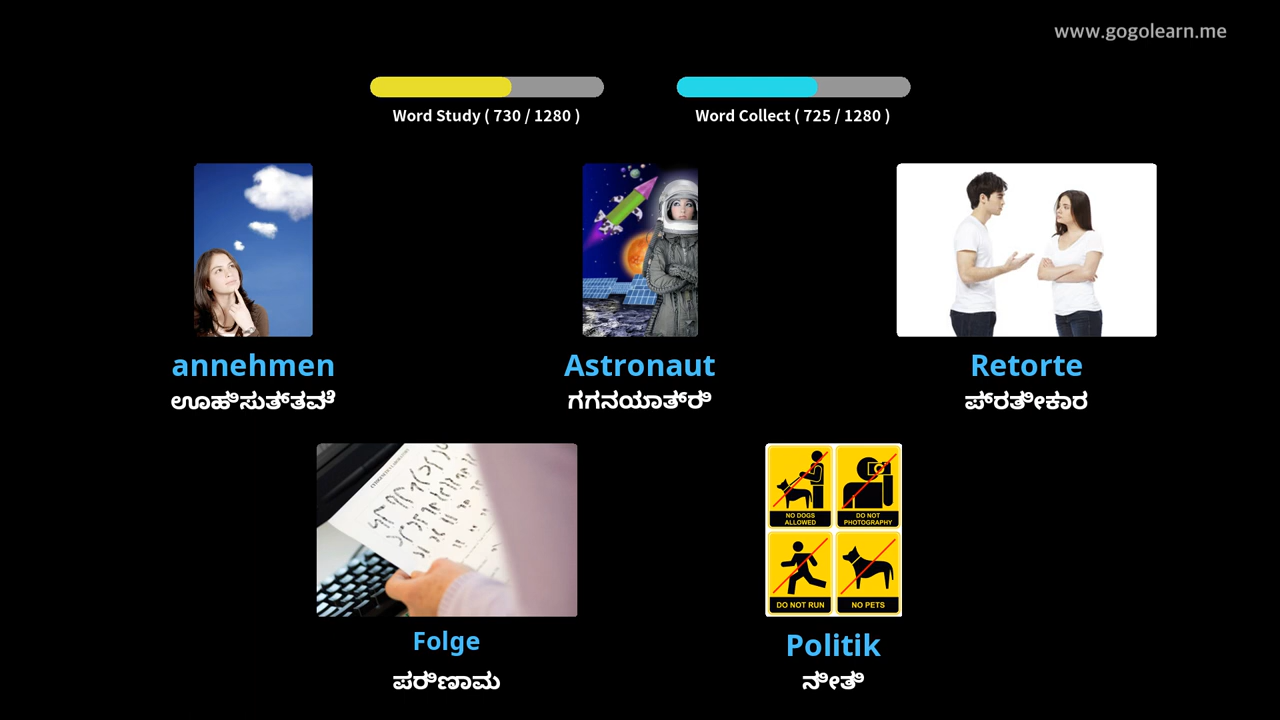 www.gogolearn.me
Word Study ( 730 / 1280 )
Word Collect ( 725 / 1280 )
annehmen
ಊಹಿಸುತ್ತವೆ
Astronaut
ಗಗನಯಾತ್ರಿ
Retorte
ಪ್ರತೀಕಾರ
NO DOGS
ALLOWED
DO NOT
PHOTOGRAPHY
DO NOT RUN
NO PETS
Folge
ಪರಿಣಾಮ
Politik
ನೀತಿ